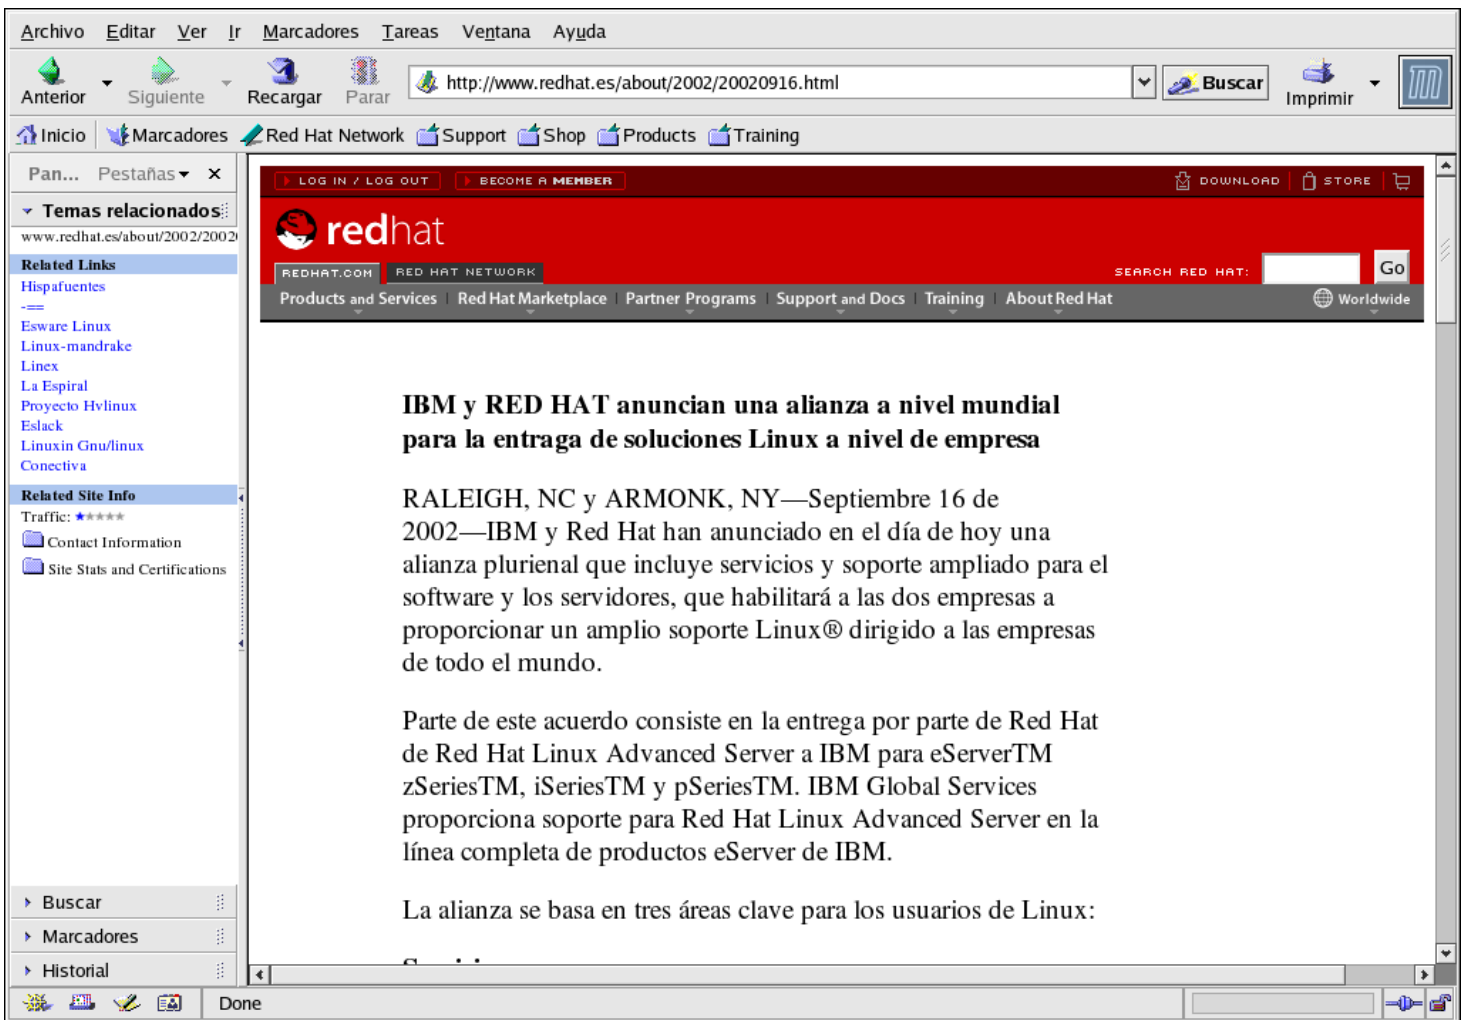 Archivo Editar Ver Ir Marcadores Tareas Ventana Ayuda
Anterior Siguiente Recargar Parar http://www.redhat.es/about/2002/20020916.html Buscar Imprimir
Inicio Marcadores Red Hat Network Support Shop Products Training
Pan... Pestañas
Temas relacionados
www.redhat.es/about/2002/2002
Related Links
Hispafuentes
-==
Esware Linux
Linux-mandrake
Linex
La Espiral
Proyecto Hvlinux
Eslack
Linuxin Gnu/linux
Conectiva
Related Site Info
Traffic:
Contact Information
Site Stats and Certifications
Buscar
Marcadores
Historial
LOG IN / LOG OUT BECOME A MEMBER DOWNLOAD STORE
redhat
REDHAT.COM RED HAT NETWORK SEARCH RED HAT: Go
Products and Services Red Hat Marketplace Partner Programs Support and Docs Training About Red Hat Worldwide
IBM y RED HAT anuncian una alianza a nivel mundial
para la entraga de soluciones Linux a nivel de empresa
RALEIGH, NC y ARMONK, NY—Septiembre 16 de
2002—IBM y Red Hat han anunciado en el día de hoy una
alianza plurienal que incluye servicios y soporte ampliado para el
software y los servidores, que habilitará a las dos empresas a
proporcionar un amplio soporte Linux® dirigido a las empresas
de todo el mundo.
Parte de este acuerdo consiste en la entrega por parte de Red Hat
de Red Hat Linux Advanced Server a IBM para eServerTM
zSeriesTM, iSeriesTM y pSeriesTM. IBM Global Services
proporciona soporte para Red Hat Linux Advanced Server en la
línea completa de productos eServer de IBM.
La alianza se basa en tres áreas clave para los usuarios de Linux:
Done